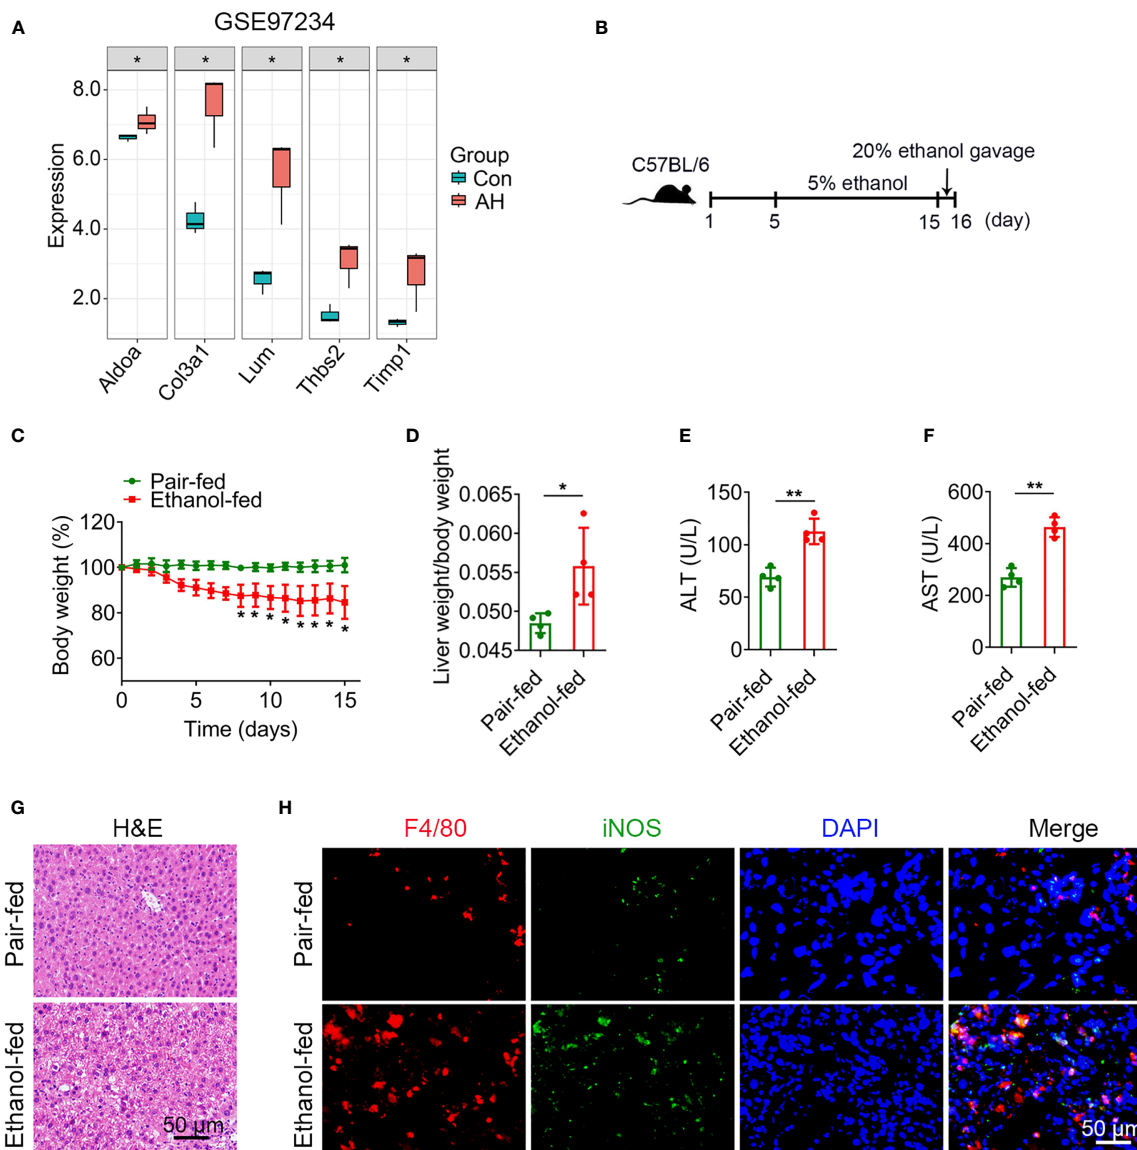 A
GSE97234
* * * * *
Expression
8.0
6.0
4.0
2.0
Aldoa Col3a1 Lum Thbs2 Timp1
Group
Con
AH
B
C57BL/6
20% ethanol gavage
5% ethanol
1 5 15 16 (day)
C
Pair-fed
Ethanol-fed
Body weight (%)
120
100
80
60
* * * * * * * *
0 5 10 15
Time (days)
D
Liver weight/body weight
0.065
0.060
0.055
0.050
0.045
*
Pair-fed
Ethanol-fed
E
ALT (U/L)
150
100
50
0
**
Pair-fed
Ethanol-fed
F
AST (U/L)
600
400
200
0
**
Pair-fed
Ethanol-fed
G
H&E
Pair-fed
Ethanol-fed
50 μm
H
F4/80 iNOS DAPI Merge
Pair-fed
Ethanol-fed
50 μm